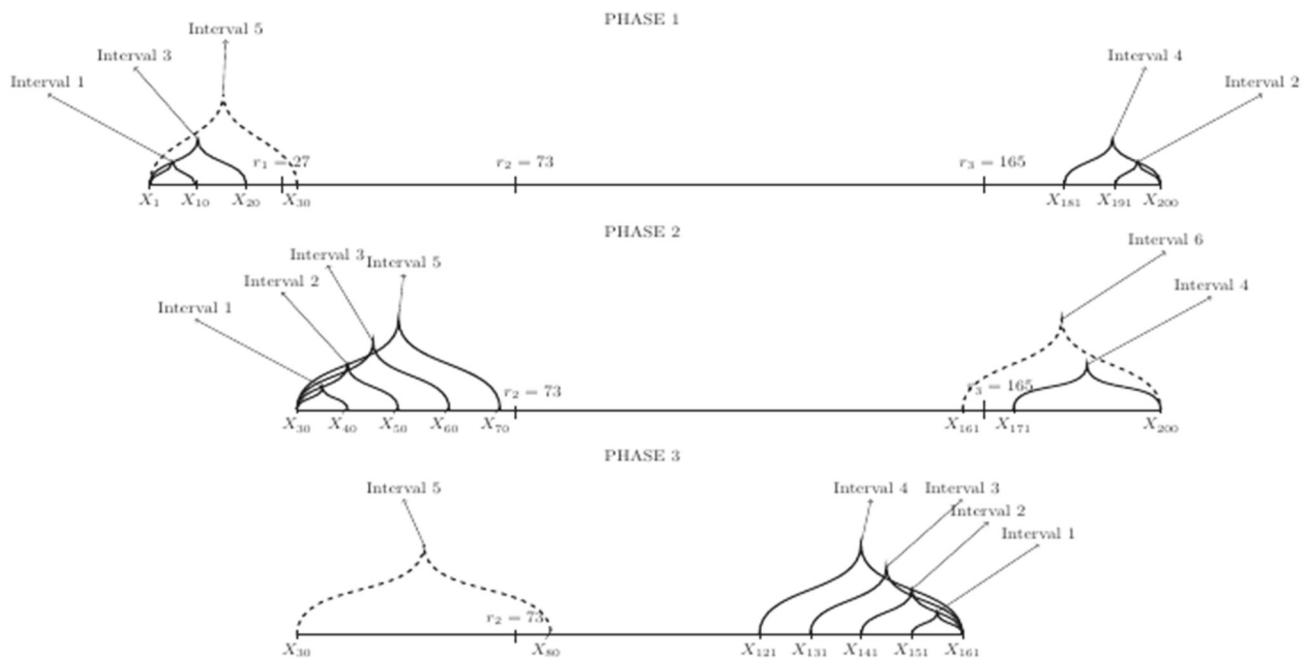 PHASE 1
Interval 5
Interval 3
Interval 4
Interval 1
Interval 2
r₁ = 27
r₂ = 73
r₃ = 165
X₁ X₁₀ X₂₀ X₃₀ X₁₈₁ X₁₉₁ X₂₀₀
PHASE 2
Interval 6
Interval 3 Interval 5
Interval 2
Interval 4
Interval 1
r₂ = 73
r₃ = 165
X₃₀ X₄₀ X₅₀ X₆₀ X₇₀ X₁₆₁ X₁₇₁ X₂₀₀
PHASE 3
Interval 5
Interval 4 Interval 3
Interval 2
Interval 1
r₂ = 73
X₃₀ X₈₀ X₁₂₁ X₁₃₁ X₁₄₁ X₁₅₁ X₁₆₁